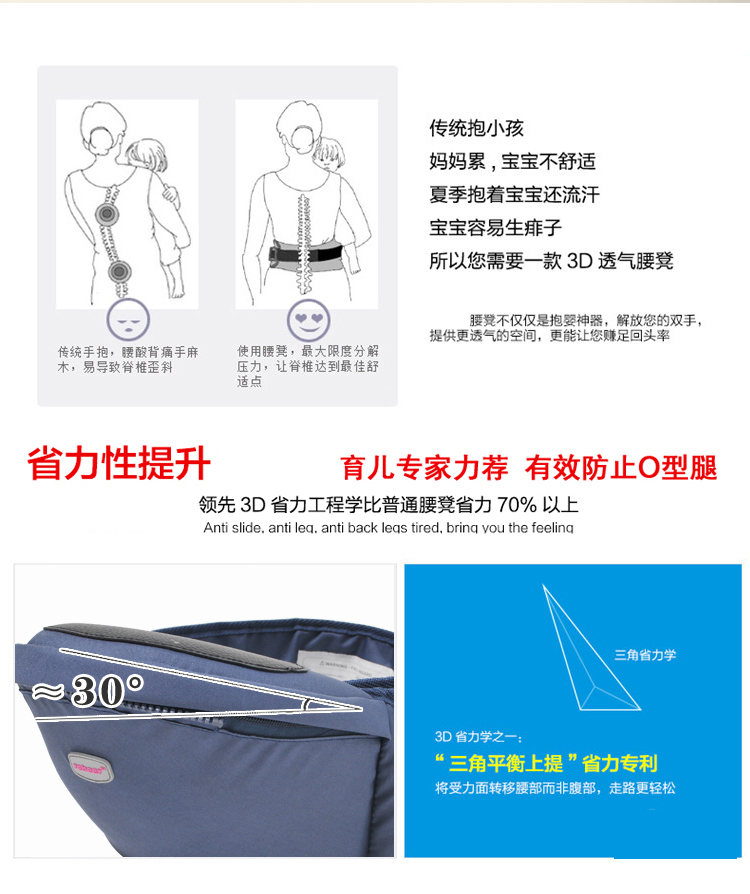 传统抱小孩
妈妈累，宝宝不舒适
夏季抱着宝宝还流汗
宝宝容易生痱子
所以您需要一款 3D 透气腰凳
腰凳不仅仅是抱婴神器，解放您的双手，
提供更透气的空间，更能让您赚足回头率
传统手抱，腰酸背痛手麻
木，易导致脊椎歪斜
使用腰凳，最大限度分解
压力，让脊椎达到最佳舒
适点
省力性提升
育儿专家力荐 有效防止O型腿
领先 3D 省力工程学比普通腰凳省力 70% 以上
Anti slide, anti leg, anti back legs tired, bring you the feeling
≈30°
三角省力学
3D 省力学之一：
“三角平衡上提”省力专利
将受力面转移腰部而非腹部，走路更轻松